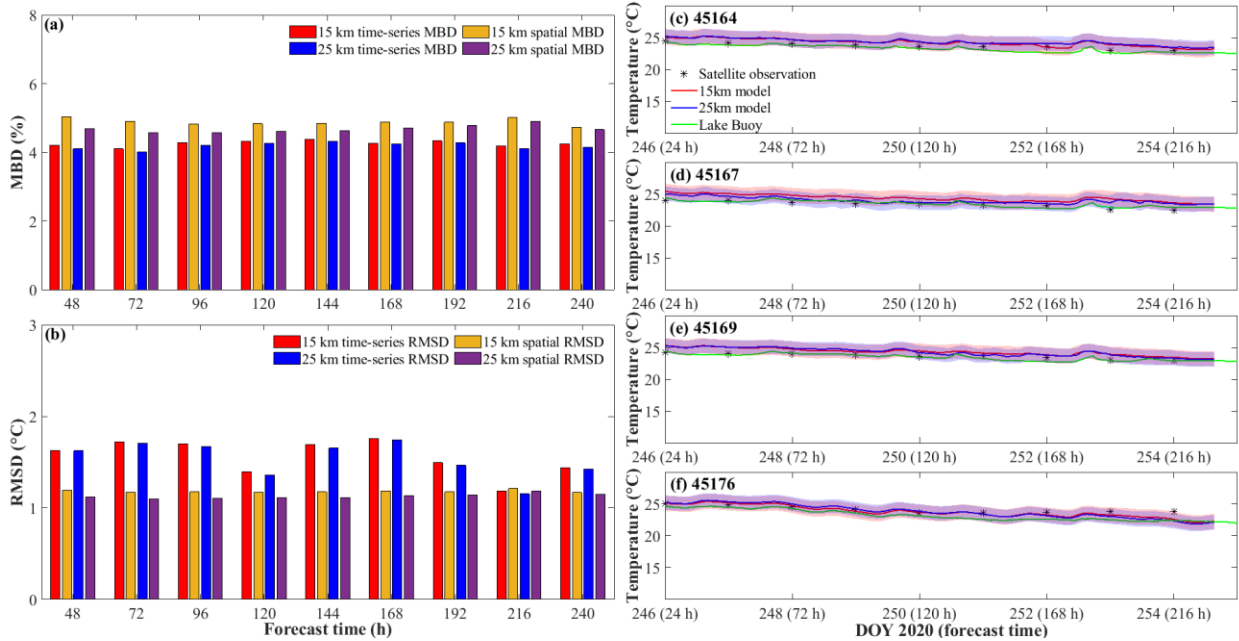 (a)
15 km time-series MBD
15 km spatial MBD
25 km time-series MBD
25 km spatial MBD
MBD (%)
8
6
4
2
0
48 72 96 120 144 168 192 216 240
(b)
15 km time-series RMSD
15 km spatial RMSD
25 km time-series RMSD
25 km spatial RMSD
RMSD (°C)
3
2
1
0
48 72 96 120 144 168 192 216 240
Forecast time (h)
(c) 45164
Temperature (°C)
25
20
15
Satellite observation
15km model
25km model
Lake Buoy
246 (24 h) 248 (72 h) 250 (120 h) 252 (168 h) 254 (216 h)
(d) 45167
Temperature (°C)
25
20
15
246 (24 h) 248 (72 h) 250 (120 h) 252 (168 h) 254 (216 h)
(e) 45169
Temperature (°C)
25
20
15
246 (24 h) 248 (72 h) 250 (120 h) 252 (168 h) 254 (216 h)
(f) 45176
Temperature (°C)
25
20
15
246 (24 h) 248 (72 h) 250 (120 h) 252 (168 h) 254 (216 h)
DOY 2020 (forecast time)